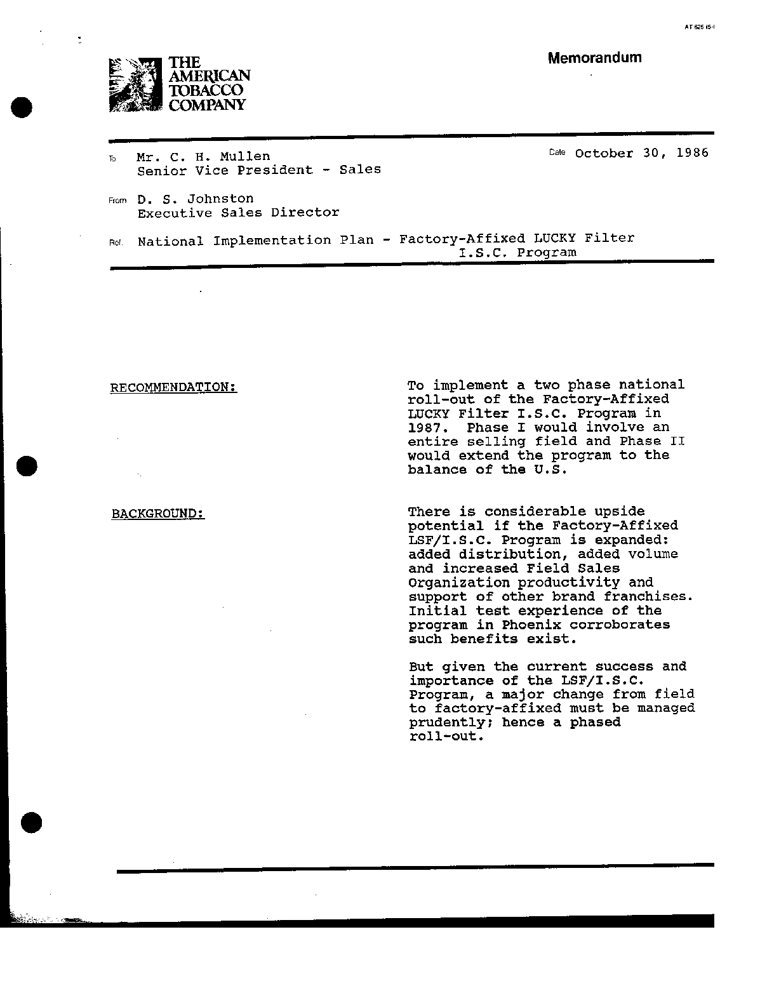 THE
AMERICAN
TOBACCO
COMPANY
Memorandum
To Mr. C. H. Mullen
Senior Vice President - Sales
Date October 30, 1986
From D. S. Johnston
Executive Sales Director
Ref. National Implementation Plan - Factory-Affixed LUCKY Filter
I.S.C. Program
RECOMMENDATION:
To implement a two phase national
roll-out of the Factory-Affixed
LUCKY Filter I.S.C. Program in
1987. Phase I would involve an
entire selling field and Phase II
would extend the program to the
balance of the U.S.
BACKGROUND:
There is considerable upside
potential if the Factory-Affixed
LSF/I.S.C. Program is expanded:
added distribution, added volume
and increased Field Sales
Organization productivity and
support of other brand franchises.
Initial test experience of the
program in Phoenix corroborates
such benefits exist.
But given the current success and
importance of the LSF/I.S.C.
Program, a major change from field
to factory-affixed must be managed
prudently; hence a phased
roll-out.